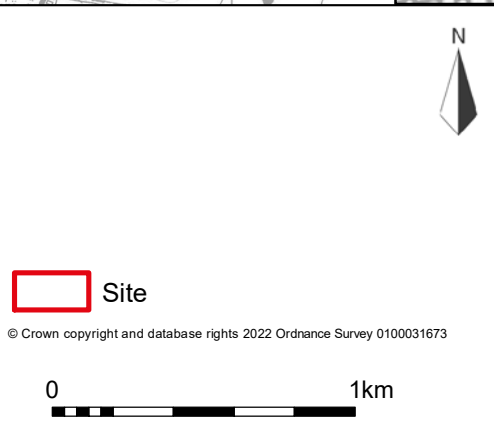 N
Site
© Crown copyright and database rights 2022 Ordnance Survey 0100031673
0 1km